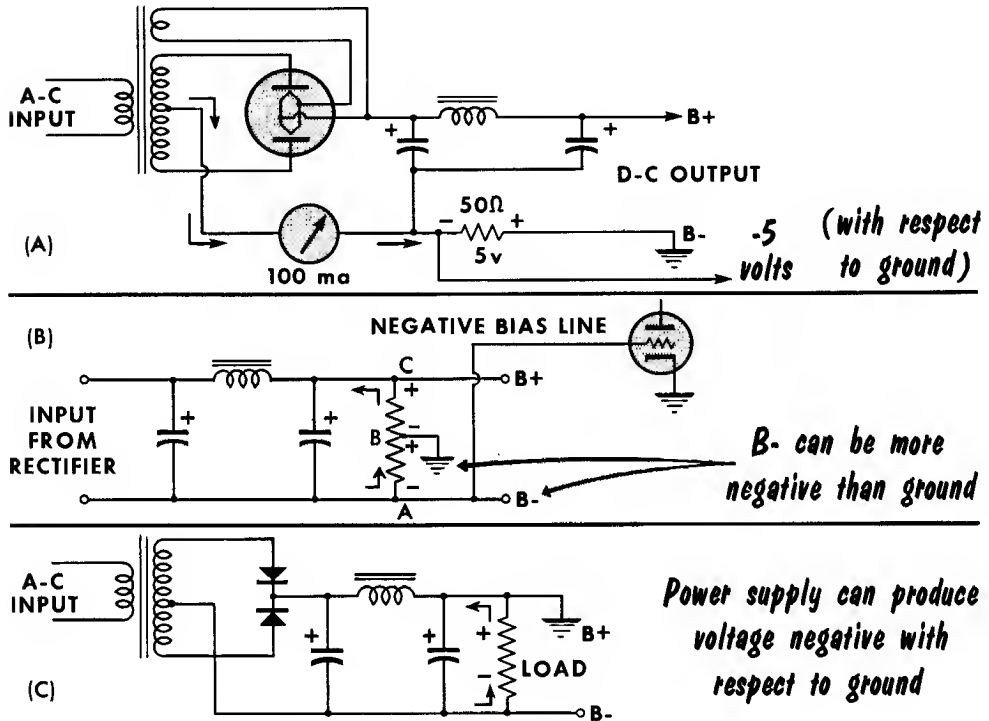 A-C
INPUT
+
+
B+
D-C OUTPUT
- 50Ω +
5v
B-
-5 (with respect
volts to ground)
(A)
100 ma
(B)
NEGATIVE BIAS LINE
C
B+
+
+
+
-
B
+
-
INPUT
FROM
RECTIFIER
A
B-
B- can be more
negative than ground
A-C
INPUT
+
+
+
-
LOAD
B+
B-
Power supply can produce
voltage negative with
respect to ground
(C)